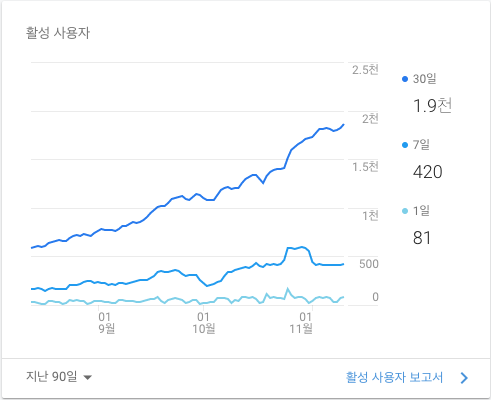 활성 사용자
2.5천
2천
1.5천
1천
500
0
01
9월
01
10월
01
11월
30일
1.9천
7일
420
1일
81
지난 90일
활성 사용자 보고서